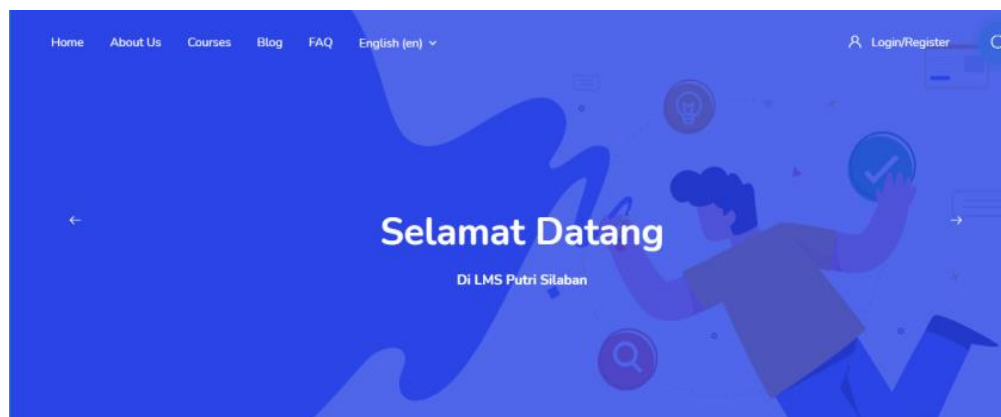 Home About Us Courses Blog FAQ English (en) Login/Register
Selamat Datang
Di LMS Putri Silaban